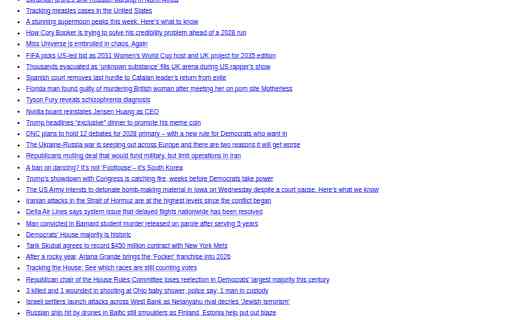 Tracking measles cases in the United States
A stunning supermoon peaks this week. Here's what to know
How Cory Booker is trying to solve his credibility problem ahead of a 2028 run
Miss Universe is embroiled in chaos. Again
FIFA picks US-led bid as 2031 Women's World Cup host and UK project for 2035 edition
Thousands evacuated as 'unknown substance' fills UK arena during US rapper's show
Spanish court removes last hurdle to Catalan leader's return from exile
Florida man found guilty of murdering British woman after meeting her on porn site Motherless
Tyson Fury reveals schizophrenia diagnosis
Nvidia board reinstates Jensen Huang as CEO
Trump headlines "exclusive" dinner to promote his meme coin
DNC plans to hold 12 debates for 2028 primary – with a new rule for Democrats who want in
The Ukraine-Russia war is seeping out across Europe and there are two reasons it will get worse
Republicans mulling deal that would fund military, but limit operations in Iran
A ban on dancing? It's not 'Footloose' – it's South Korea
Trump's showdown with Congress is catching fire, weeks before Democrats take power
The US Army intends to detonate bomb-making material in Iowa on Wednesday despite a court pause. Here's what we know
Iranian attacks in the Strait of Hormuz are at the highest levels since the conflict began
Delta Air Lines says system issue that delayed flights nationwide has been resolved
Man convicted in Barnard student murder released on parole after serving 5 years
Democrats' House majority is historic
Tarik Skubal agrees to record $450 million contract with New York Mets
After a rocky year, Ariana Grande brings the 'Focker' franchise into 2026
Tracking the House: See which races are still counting votes
Republican chair of the House Rules Committee loses reelection in Democrats' largest majority this century
3 killed and 1 wounded in shooting at Ohio baby shower, police say. 1 man in custody
Israeli settlers launch attacks across West Bank as Netanyahu rival decries 'Jewish terrorism'
Russian ship hit by drones in Baltic still smoulders as Finland, Estonia help put out blaze